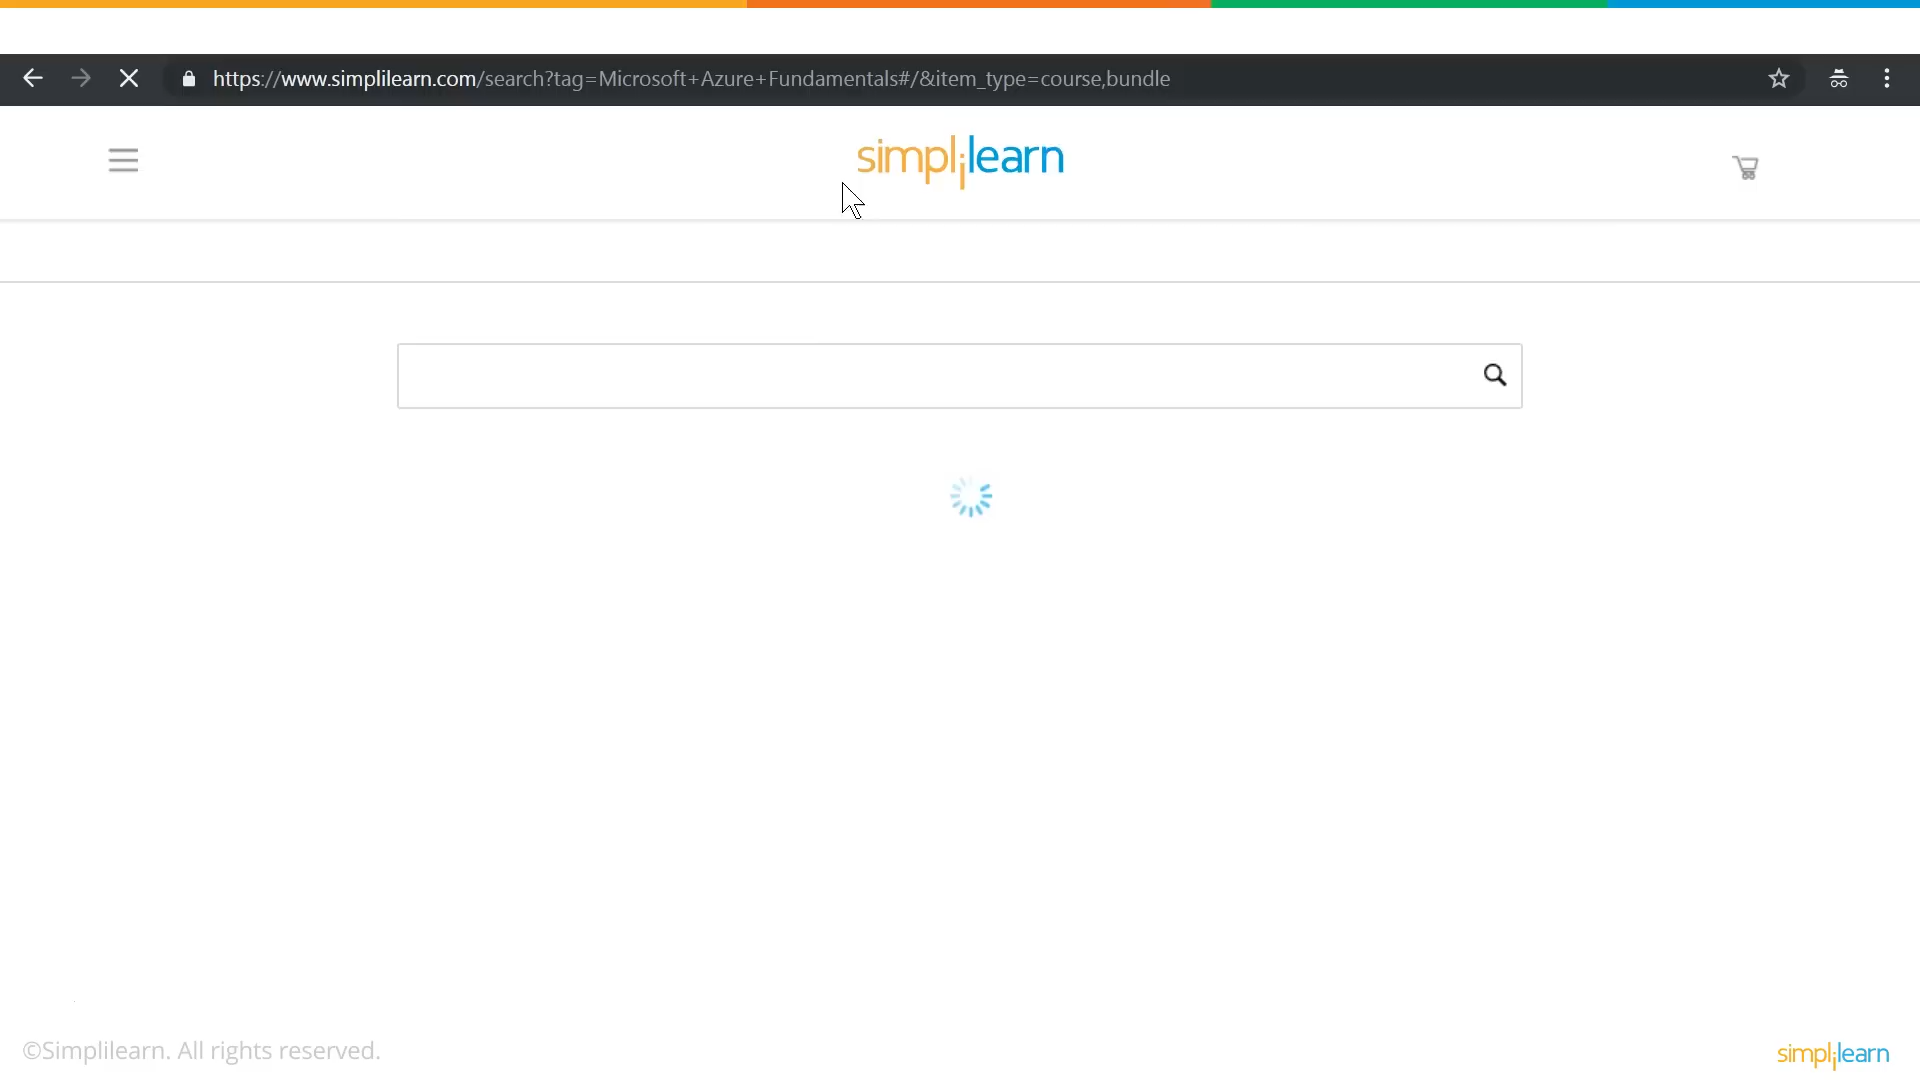 https://www.simplilearn.com/search?tag=Microsoft+Azure+Fundamentals#/&item_type=course,bundle
simplilearn
©Simplilearn. All rights reserved.
simplilearn